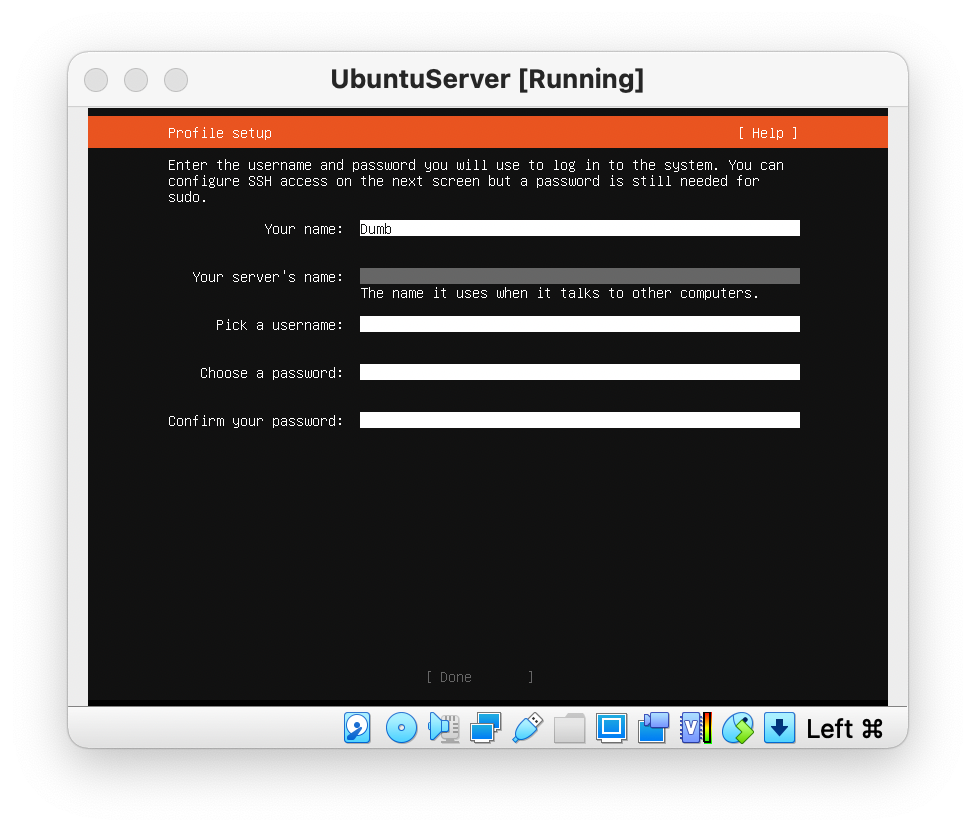 UbuntuServer [Running]
Profile setup [ Help ]
Enter the username and password you will use to log in to the system. You can
configure SSH access on the next screen but a password is still needed for
sudo.
Your name: Dumb
Your server's name:
The name it uses when it talks to other computers.
Pick a username:
Choose a password:
Confirm your password:
[ Done ]
V
Left ⌘